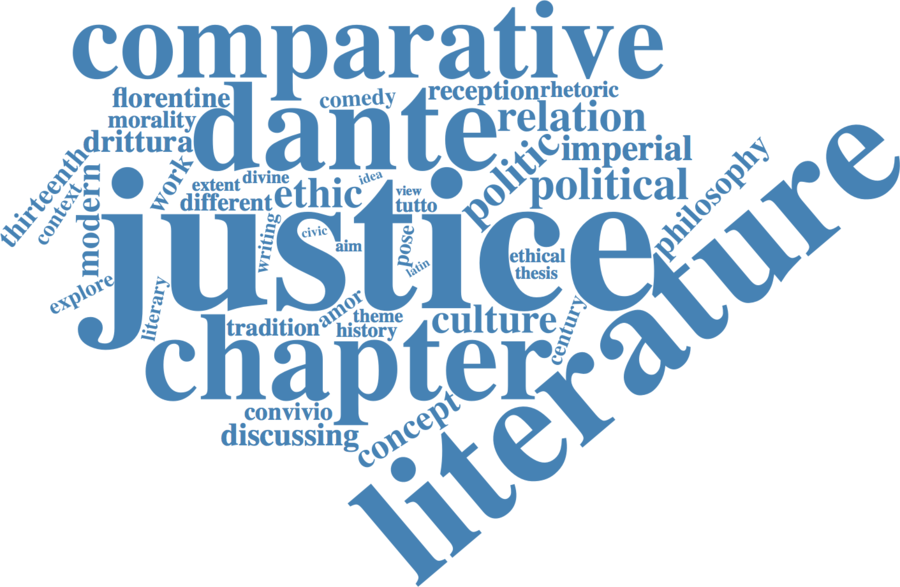 comparative
florentine
comedy
reception
rhetoric
morality
dante
relation
drittura
politic
imperial
thirteenth
context
modern
work
extent
divine
idea
different
ethic
view
tutto
political
philosophy
justice
writing
civic
aim
pose
latin
ethical
thesis
explore
literary
tradition
amor
theme
history
culture
century
chapter
literature
convivio
discussing
concept